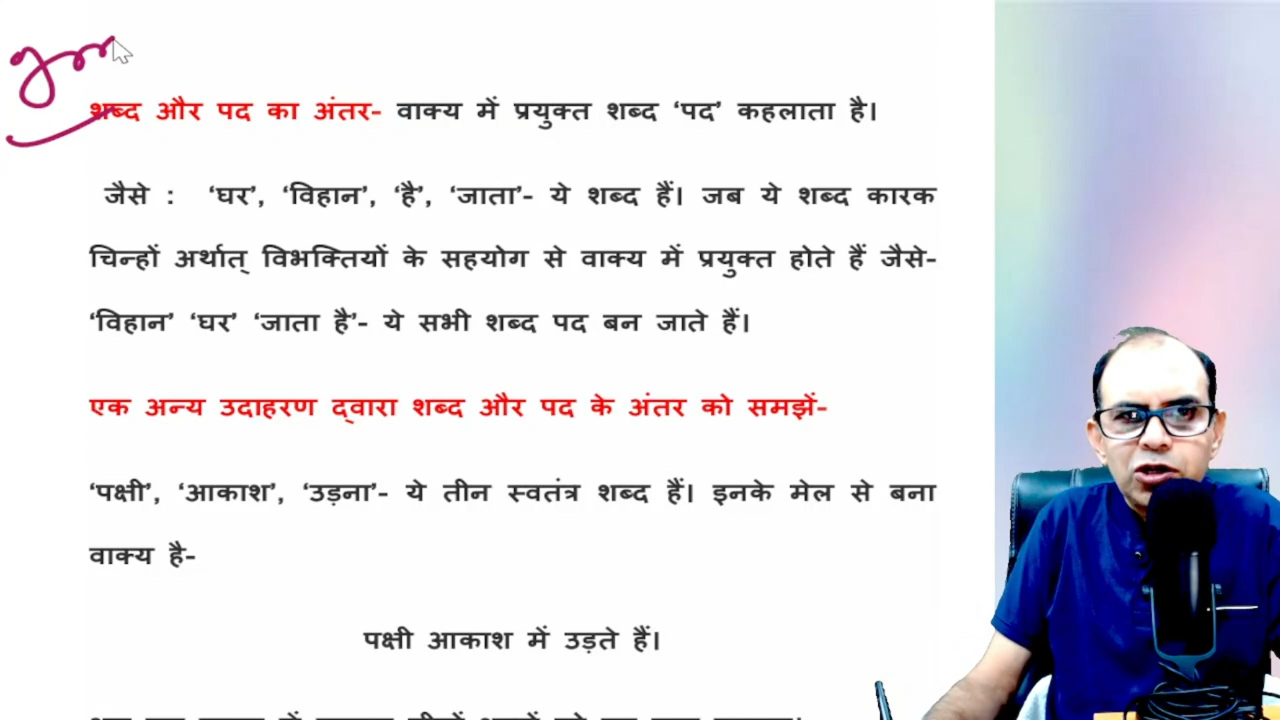 शब्द और पद का अंतर- वाक्य में प्रयुक्त शब्द ‘पद’ कहलाता है।
जैसे : ‘घर’, ‘विहान’, ‘है’, ‘जाता’- ये शब्द हैं। जब ये शब्द कारक
चिन्हों अर्थात् विभक्तियों के सहयोग से वाक्य में प्रयुक्त होते हैं जैसे-
‘विहान’ ‘घर’ ‘जाता है’- ये सभी शब्द पद बन जाते हैं।
एक अन्य उदाहरण द्वारा शब्द और पद के अंतर को समझें-
‘पक्षी’, ‘आकाश’, ‘उड़ना’- ये तीन स्वतंत्र शब्द हैं। इनके मेल से बना
वाक्य है-
पक्षी आकाश में उड़ते हैं।